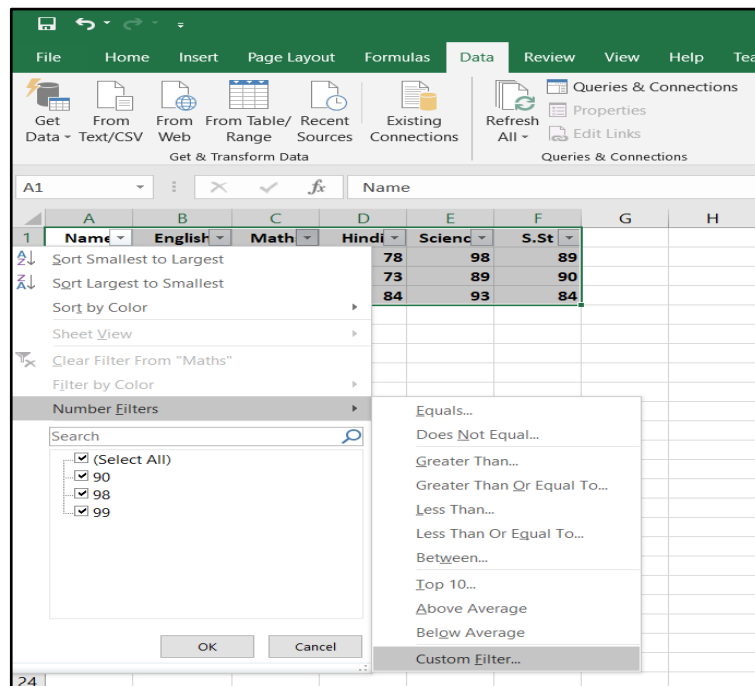 File Home Insert Page Layout Formulas Data Review View Help Tea
Get Data From Text/CSV From Web From Table/ Range Recent Sources Existing Connections Refresh All Queries & Connections
Properties
Edit Links
Get & Transform Data Queries & Connections
A1 fx Name
A B C D E F G H
1 Name English Math Hindi Scienc S.St
78 98 89
73 89 90
84 93 84
Sort Smallest to Largest
Sort Largest to Smallest
Sort by Color
Sheet View
Clear Filter From "Maths"
Filter by Color
Number Filters
Search
(Select All)
90
98
99
OK Cancel
Equals...
Does Not Equal...
Greater Than...
Greater Than Or Equal To...
Less Than...
Less Than Or Equal To...
Between...
Top 10...
Above Average
Below Average
Custom Filter...
24